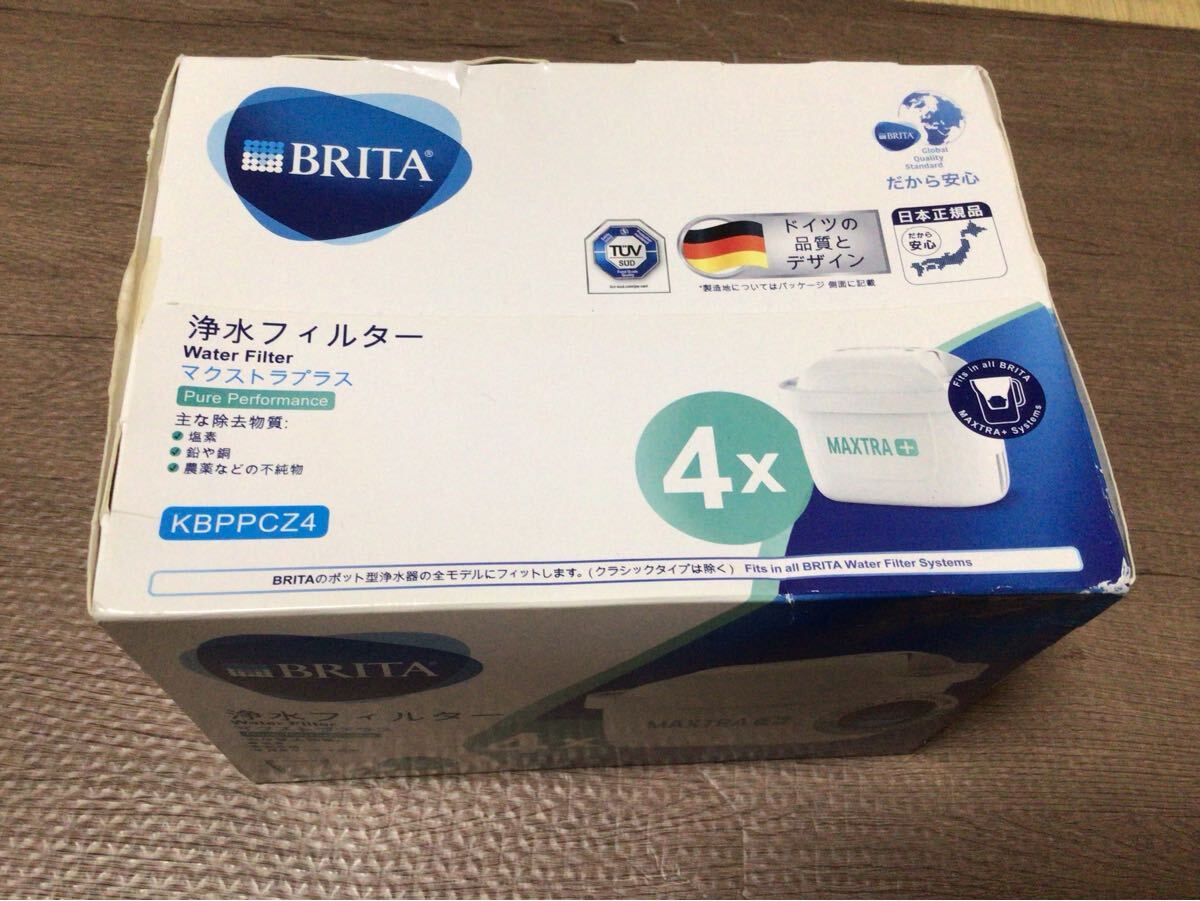 BRITA®
BRITA
Global
Quality
Standard
だから安心
TÜV
SÜD
ドイツの
品質と
デザイン
日本正規品
だから
安心
*製造地についてはパッケージ 側面に記載
浄水フィルター
Water Filter
マクストラプラス
Pure Performance
主な除去物質:
塩素
鉛や銅
農薬などの不純物
KBPPCZ4
4x
MAXTRA+
Fits in all BRITA
MAXTRA+ Systems
BRITAのポット型浄水器の全モデルにフィットします。(クラシックタイプは除く) Fits in all BRITA Water Filter Systems
BRITA
浄水フィルター
Water Filter
4x
MAXTRA